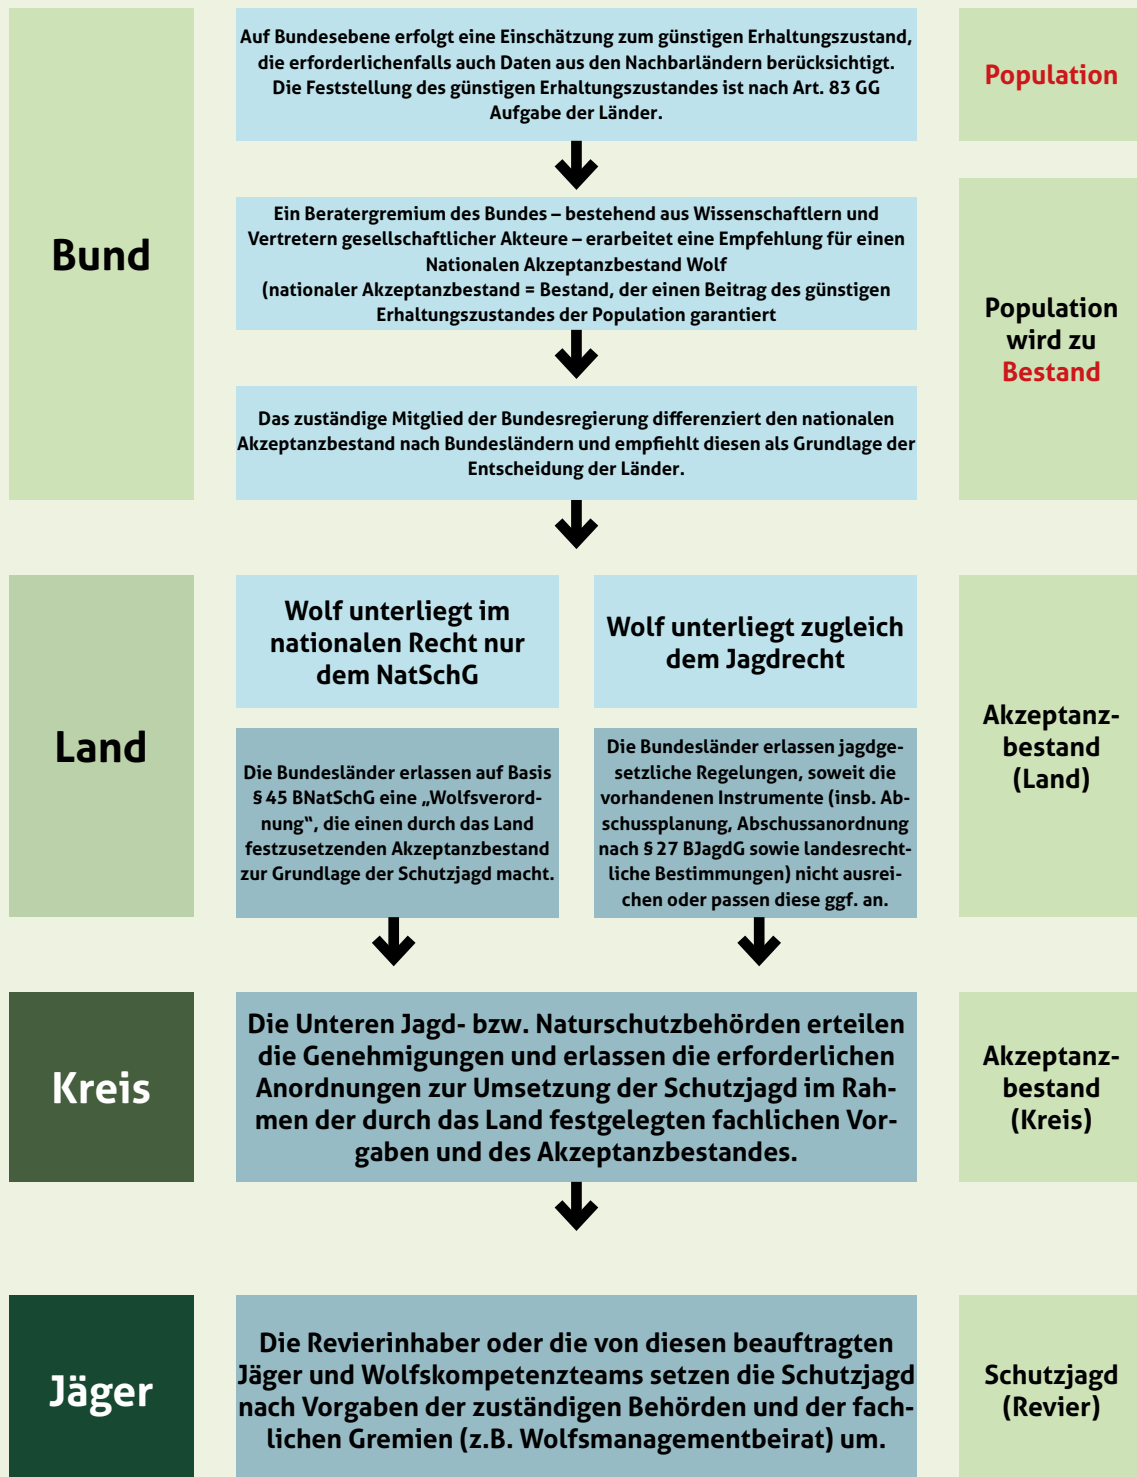 Bund
Auf Bundesebene erfolgt eine Einschätzung zum günstigen Erhaltungszustand,
die erforderlichenfalls auch Daten aus den Nachbarländern berücksichtigt.
Die Feststellung des günstigen Erhaltungszustandes ist nach Art. 83 GG
Aufgabe der Länder.
Population
Ein Beratergremium des Bundes – bestehend aus Wissenschaftlern und
Vertretern gesellschaftlicher Akteure – erarbeitet eine Empfehlung für einen
Nationalen Akzeptanzbestand Wolf
(nationaler Akzeptanzbestand = Bestand, der einen Beitrag des günstigen
Erhaltungszustandes der Population garantiert
Population
wird zu
Bestand
Das zuständige Mitglied der Bundesregierung differenziert den nationalen
Akzeptanzbestand nach Bundesländern und empfiehlt diesen als Grundlage der
Entscheidung der Länder.
Land
Wolf unterliegt im
nationalen Recht nur
dem NatSchG
Wolf unterliegt zugleich
dem Jagdrecht
Die Bundesländer erlassen auf Basis
§ 45 BNatSchG eine „Wolfsverord-
nung“, die einen durch das Land
festzusetzenden Akzeptanzbestand
zur Grundlage der Schutzjagd macht.
Die Bundesländer erlassen jagdge-
setzliche Regelungen, soweit die
vorhandenen Instrumente (insb. Ab-
schussplanung, Abschussanordnung
nach § 27 BJagdG sowie landesrecht-
liche Bestimmungen) nicht ausrei-
chen oder passen diese ggf. an.
Akzeptanz-
bestand
(Land)
Kreis
Die Unteren Jagd- bzw. Naturschutzbehörden erteilen
die Genehmigungen und erlassen die erforderlichen
Anordnungen zur Umsetzung der Schutzjagd im Rah-
men der durch das Land festgelegten fachlichen Vor-
gaben und des Akzeptanzbestandes.
Akzeptanz-
bestand
(Kreis)
Jäger
Die Revierinhaber oder die von diesen beauftragten
Jäger und Wolfskompetenzteams setzen die Schutzjagd
nach Vorgaben der zuständigen Behörden und der fach-
lichen Gremien (z.B. Wolfsmanagementbeirat) um.
Schutzjagd
(Revier)